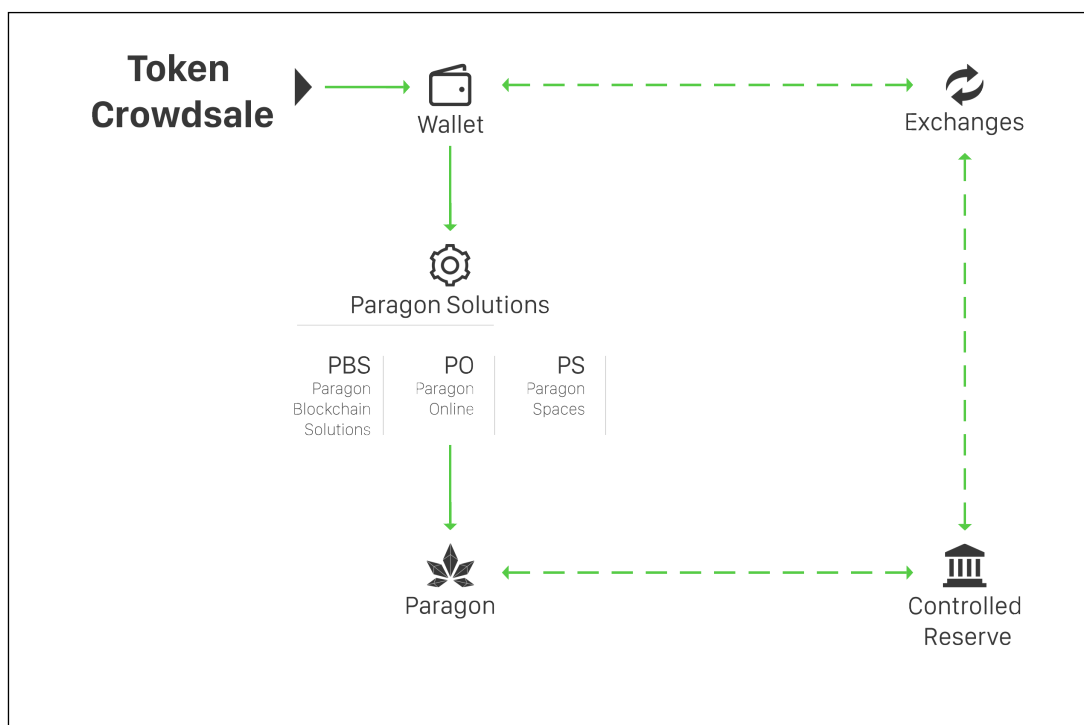 Token
Crowdsale
Wallet
Exchanges
Paragon Solutions
PBS
Paragon
Blockchain
Solutions
PO
Paragon
Online
PS
Paragon
Spaces
Paragon
Controlled
Reserve